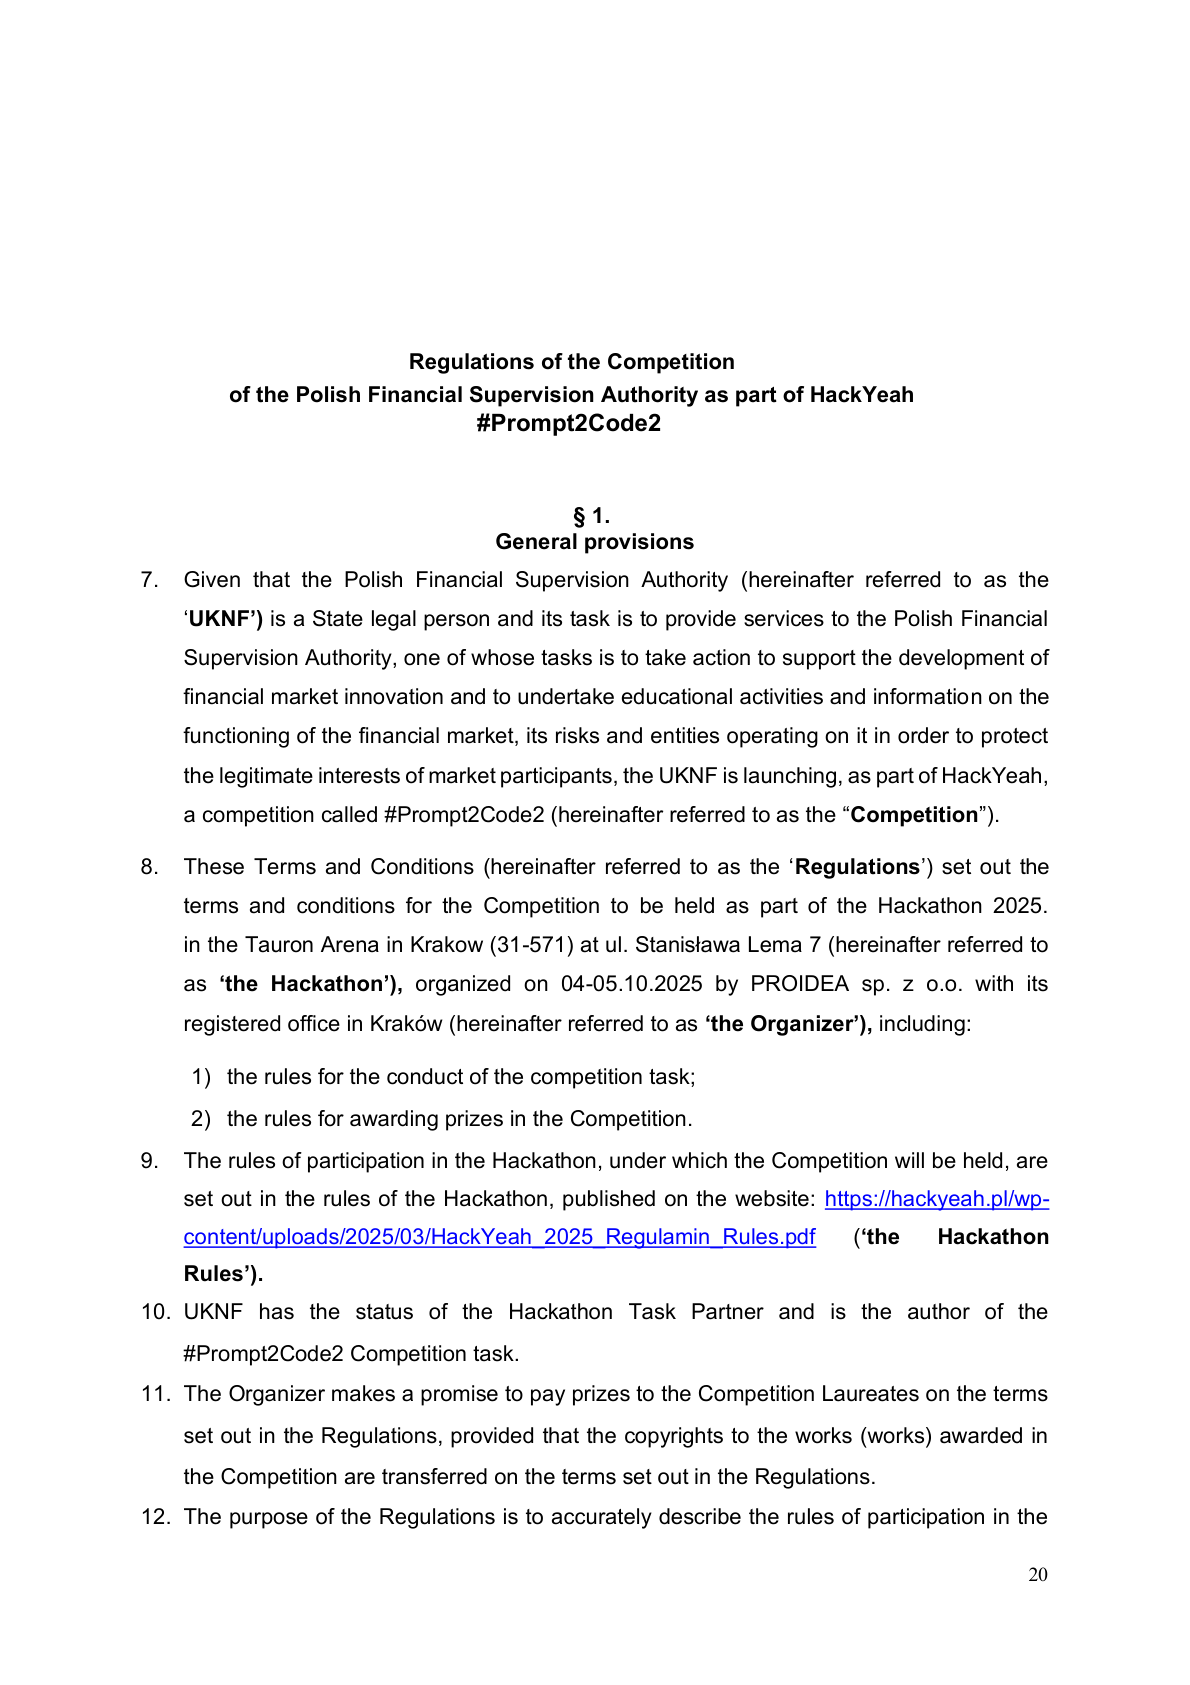 Regulations of the Competition
of the Polish Financial Supervision Authority as part of HackYeah
#Prompt2Code2
§ 1.
General provisions
7. Given that the Polish Financial Supervision Authority (hereinafter referred to as the
‘UKNF’) is a State legal person and its task is to provide services to the Polish Financial
Supervision Authority, one of whose tasks is to take action to support the development of
financial market innovation and to undertake educational activities and information on the
functioning of the financial market, its risks and entities operating on it in order to protect
the legitimate interests of market participants, the UKNF is launching, as part of HackYeah,
a competition called #Prompt2Code2 (hereinafter referred to as the “Competition”).
8. These Terms and Conditions (hereinafter referred to as the ‘Regulations’) set out the
terms and conditions for the Competition to be held as part of the Hackathon 2025.
in the Tauron Arena in Krakow (31-571) at ul. Stanisława Lema 7 (hereinafter referred to
as ‘the Hackathon’), organized on 04-05.10.2025 by PROIDEA sp. z o.o. with its
registered office in Kraków (hereinafter referred to as ‘the Organizer’), including:
1) the rules for the conduct of the competition task;
2) the rules for awarding prizes in the Competition.
9. The rules of participation in the Hackathon, under which the Competition will be held, are
set out in the rules of the Hackathon, published on the website: https://hackyeah.pl/wp-
content/uploads/2025/03/HackYeah_2025_Regulamin_Rules.pdf (‘the Hackathon
Rules’).
10. UKNF has the status of the Hackathon Task Partner and is the author of the
#Prompt2Code2 Competition task.
11. The Organizer makes a promise to pay prizes to the Competition Laureates on the terms
set out in the Regulations, provided that the copyrights to the works (works) awarded in
the Competition are transferred on the terms set out in the Regulations.
12. The purpose of the Regulations is to accurately describe the rules of participation in the
20